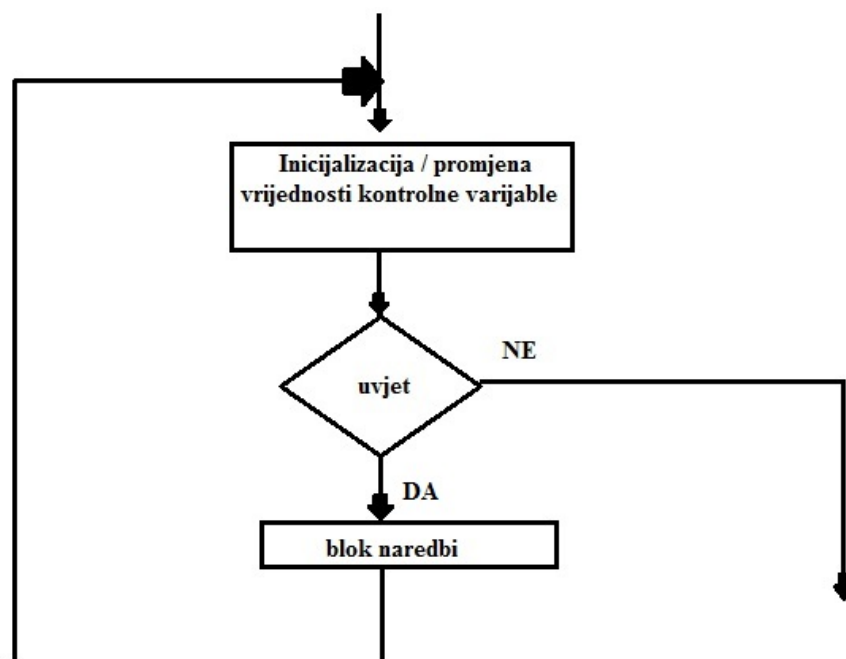 Inicijalizacija / promjena
vrijednosti kontrolne varijable
NE
uvjet
DA
blok naredbi